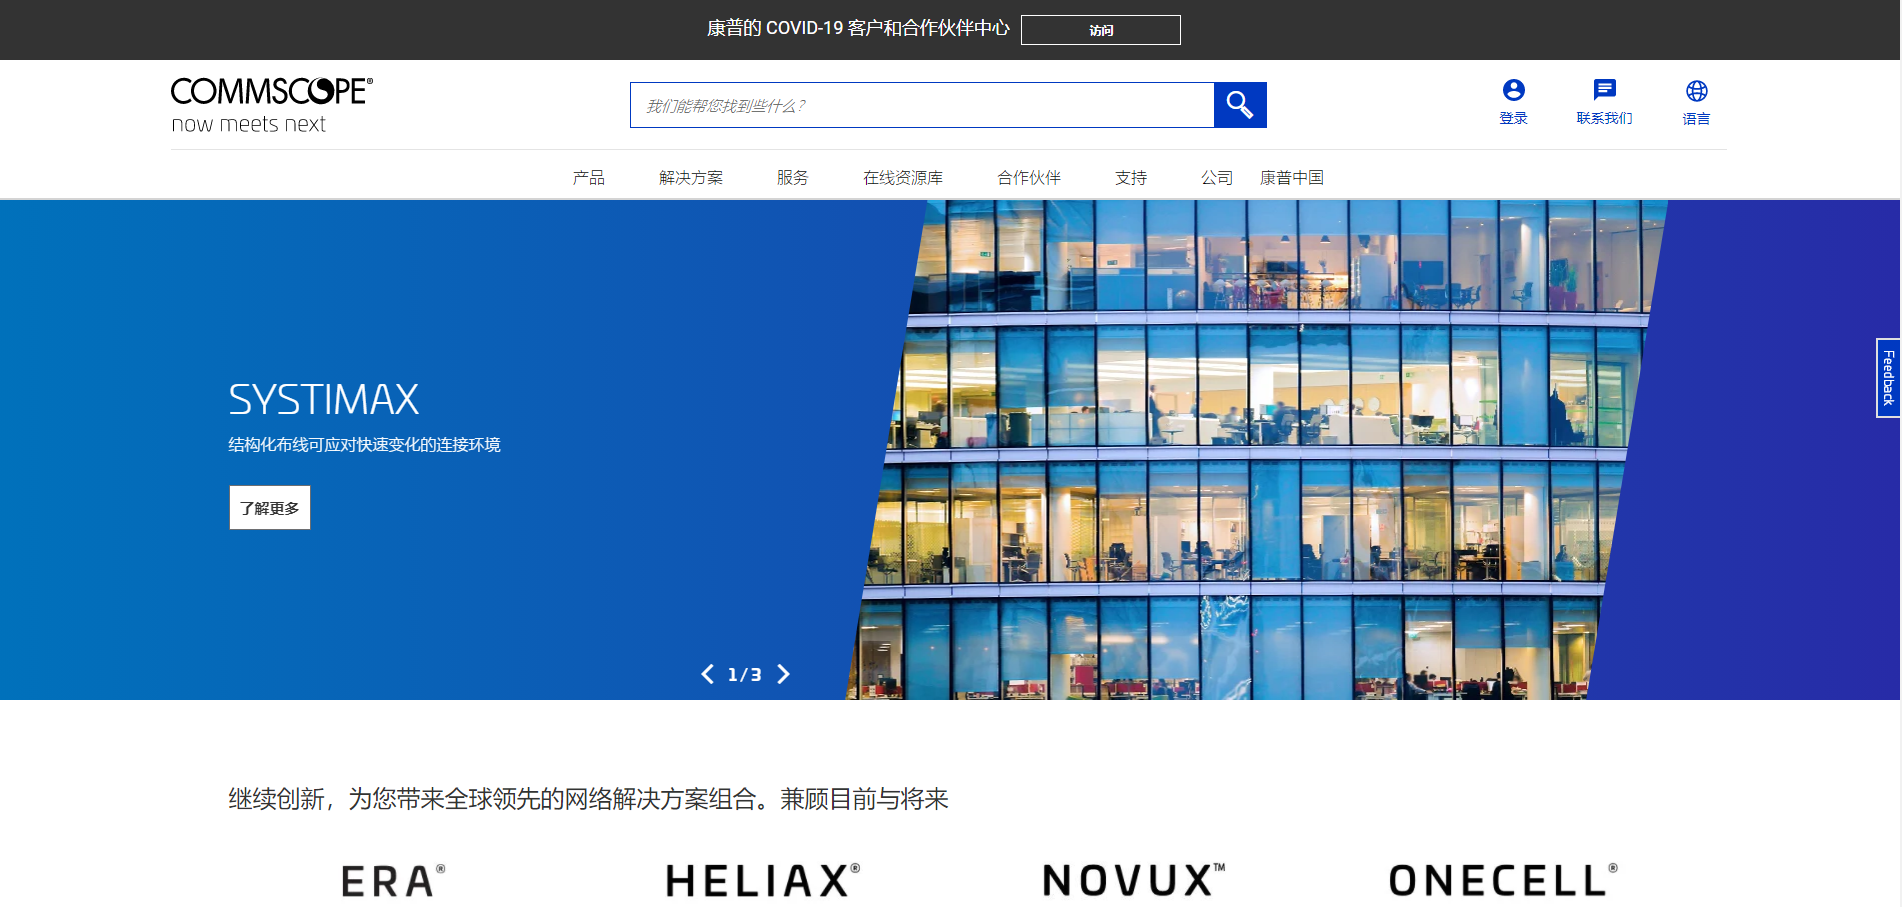 康普的 COVID-19 客户和合作伙伴中心
访问
COMMSCOPE®
now meets next
我们能帮您找到些什么?
登录
联系我们
语言
产品
解决方案
服务
在线资源库
合作伙伴
支持
公司
康普中国
SYSTIMAX
结构化布线可应对快速变化的连接环境
了解更多
1/3
Feedback
继续创新，为您带来全球领先的网络解决方案组合。兼顾目前与将来
ERA®
HELIAX®
NOVUX™
ONECELL®